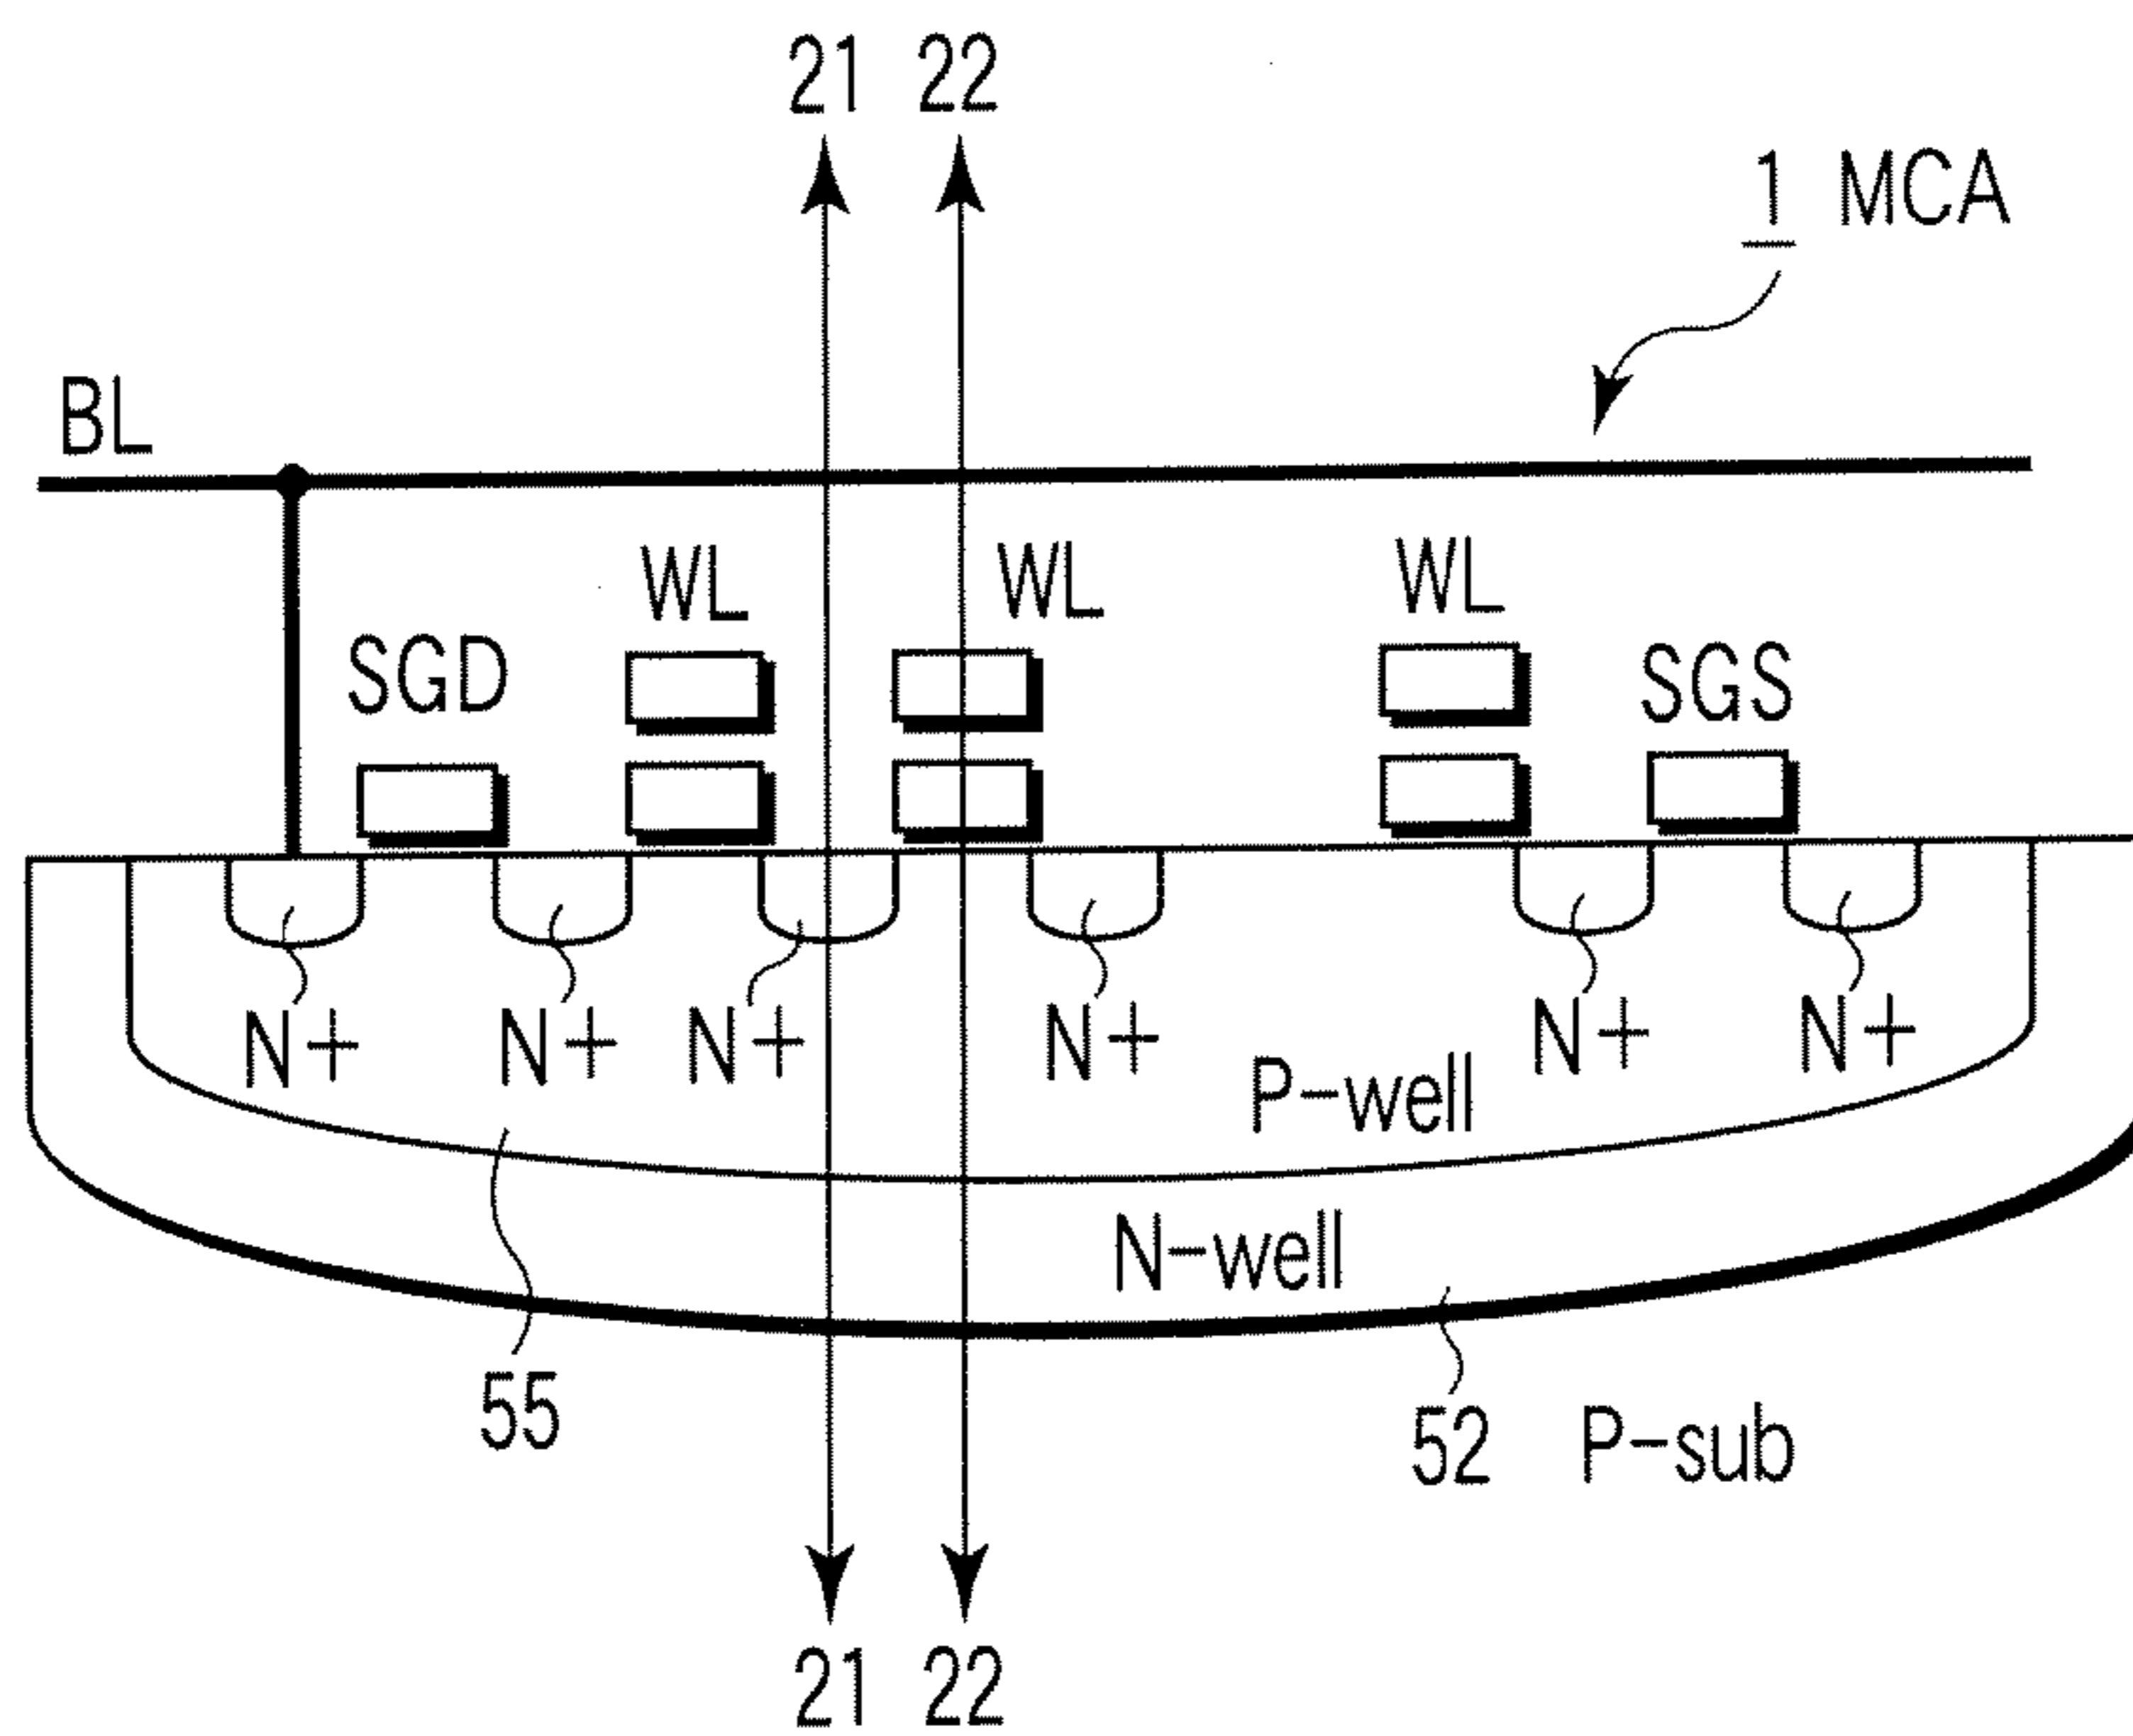 21 22
1 MCA
BL
WL WL WL
SGD SGS
N+ N+ N+ N+ N+ N+
P-well
N-well
55
52 P-sub
21 22